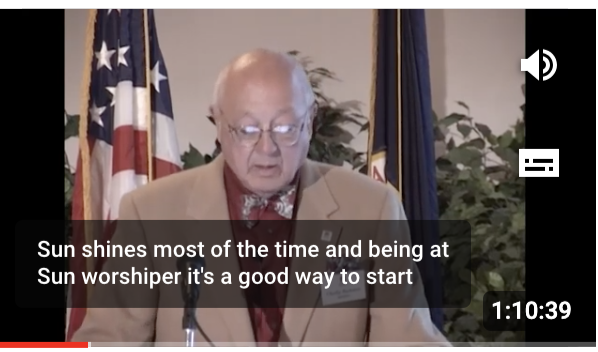 Sun shines most of the time and being at
Sun worshiper it's a good way to start
1:10:39